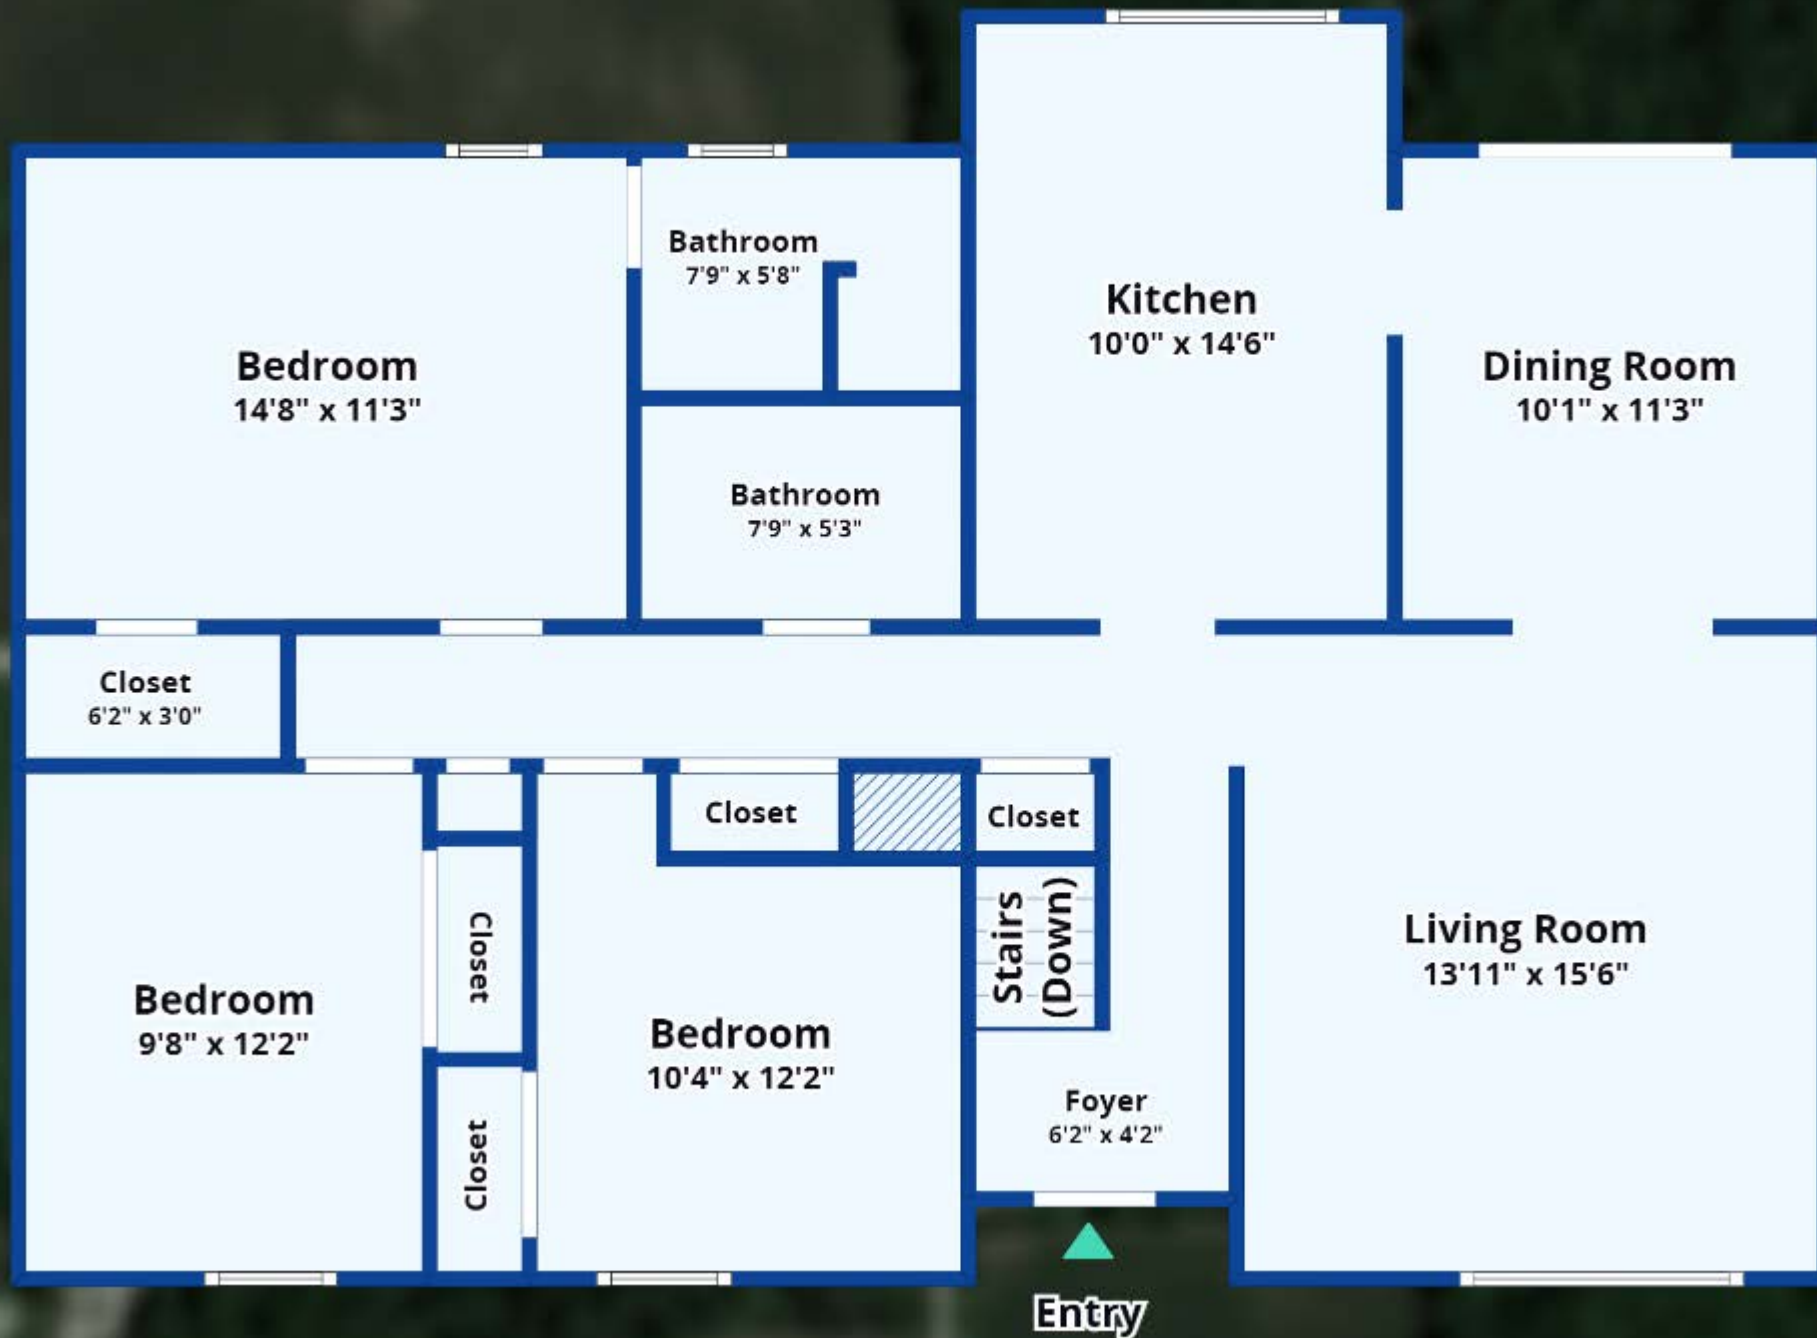 Bathroom
7'9" x 5'8"
Kitchen
10'0" x 14'6"
Bedroom
14'8" x 11'3"
Dining Room
10'1" x 11'3"
Bathroom
7'9" x 5'3"
Closet
6'2" x 3'0"
Closet
Closet
Closet
Stairs
(Down)
Living Room
13'11" x 15'6"
Bedroom
9'8" x 12'2"
Bedroom
10'4" x 12'2"
Foyer
6'2" x 4'2"
Closet
Entry